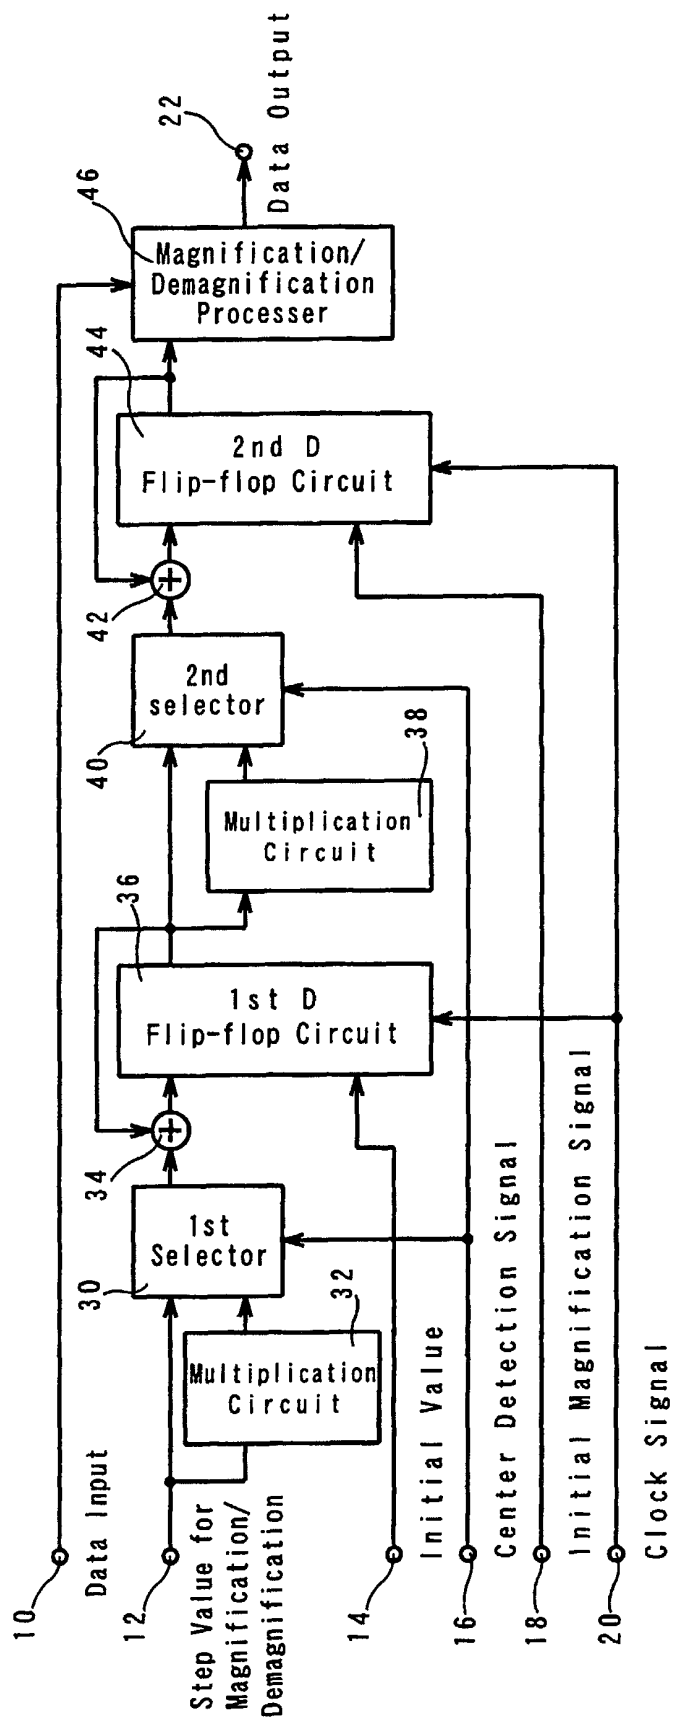 10
Data Input
12
Step Value for
Magnification/
Demagnification
14
Initial Value
16
Center Detection Signal
18
Initial Magnification Signal
20
Clock Signal
Multiplication
Circuit
32
1st
Selector
30
34
1st D
Flip-flop Circuit
36
Multiplication
Circuit
38
2nd
selector
40
42
2nd D
Flip-flop Circuit
44
Magnification/
Demagnification
Processer
46
22
Data Output